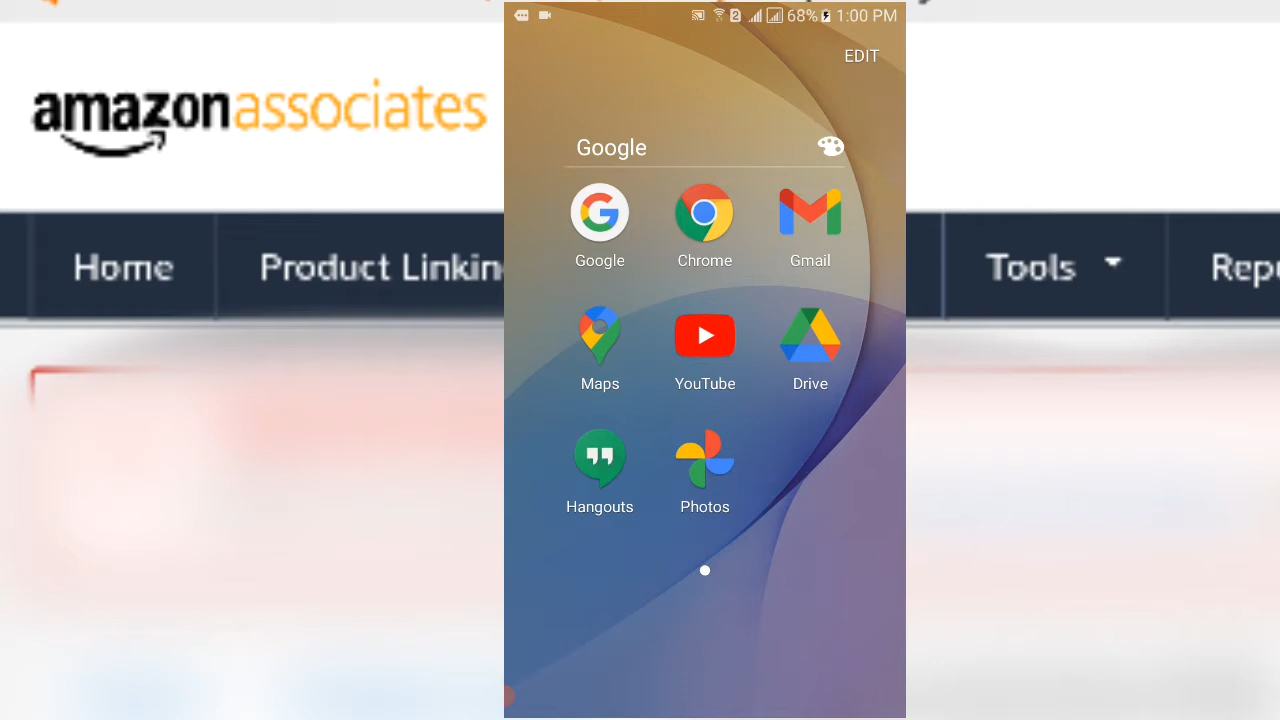 68% 1:00 PM
EDIT
amazonassociates
Google
Google Chrome Gmail
Home Product Linkin Tools Rep
Maps YouTube Drive
Hangouts Photos